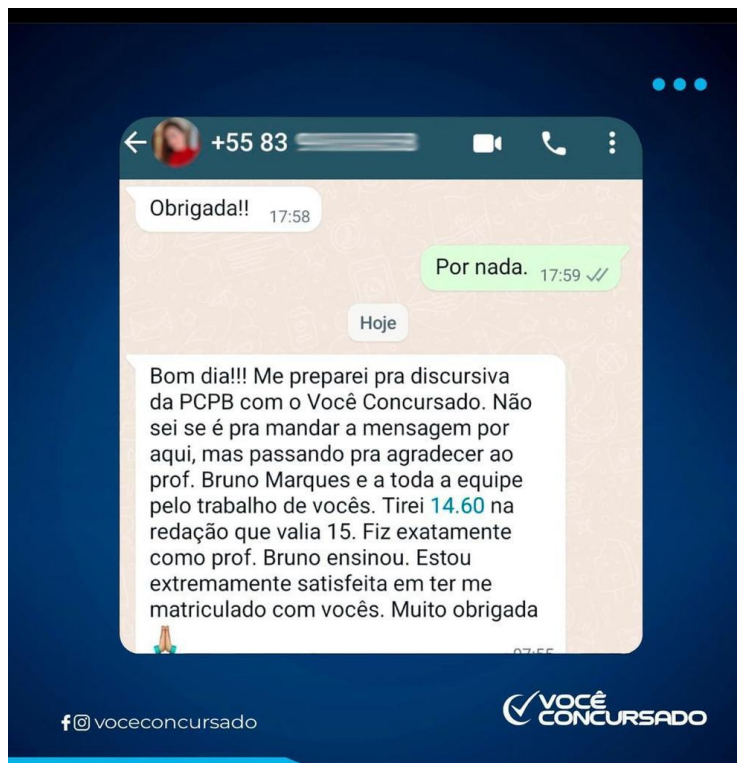 +55 83
Obrigada!! 17:58
Por nada. 17:59
Hoje
Bom dia!!! Me preparei pra discursiva
da PCPB com o Você Concursado. Não
sei se é pra mandar a mensagem por
aqui, mas passando pra agradecer ao
prof. Bruno Marques e a toda a equipe
pelo trabalho de vocês. Tirei 14.60 na
redação que valia 15. Fiz exatamente
como prof. Bruno ensinou. Estou
extremamente satisfeita em ter me
matriculado com vocês. Muito obrigada
voceconcursado
VOCÊ
CONCURSADO